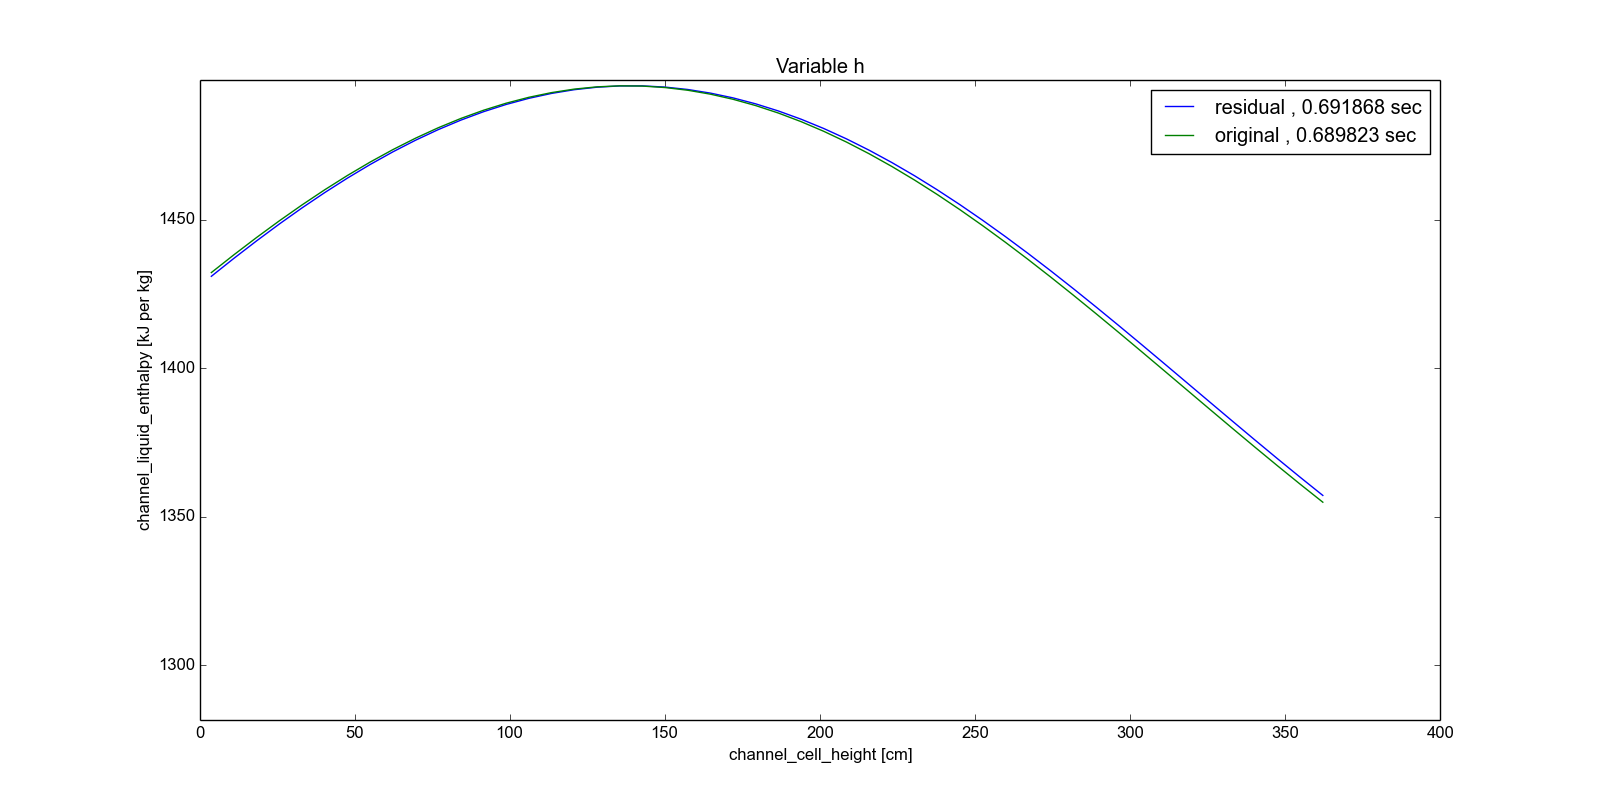 Variable h
residual , 0.691868 sec
original , 0.689823 sec
channel_liquid_enthalpy [kJ per kg]
1450
1400
1350
1300
0 50 100 150 200 250 300 350 400
channel_cell_height [cm]